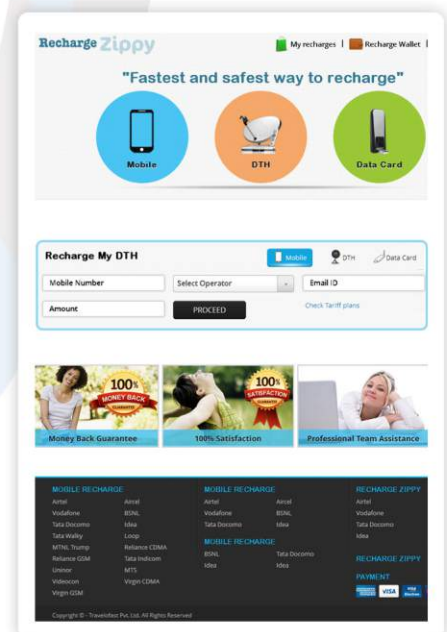 Recharge Zippy
My recharges | Recharge Wallet |
"Fastest and safest way to recharge"
Mobile DTH Data Card
Recharge My DTH Mobile DTH Data Card
Mobile Number Select Operator Email ID
Amount PROCEED Check Tariff plans
100% MONEY BACK GUARANTEE
100% SATISFACTION
Money Back Guarantee 100% Satisfaction Professional Team Assistance
MOBILE RECHARGE MOBILE RECHARGE RECHARGE ZIPPY
Airtel Aircel Airtel Aircel Airtel
Vodafone BSNL Vodafone BSNL Vodafone
Tata Docomo Idea Tata Docomo Idea Tata Docomo
Tata Walky Loop Idea
MTNL Trump Reliance CDMA MOBILE RECHARGE
Reliance GSM Tata Indicom BSNL Tata Docomo RECHARGE ZIPPY
Uninor MTS Idea Idea
Videocon Virgin CDMA PAYMENT
Virgin GSM VISA
Copyright © - Travelofast Pvt. Ltd. All Rights Reserved